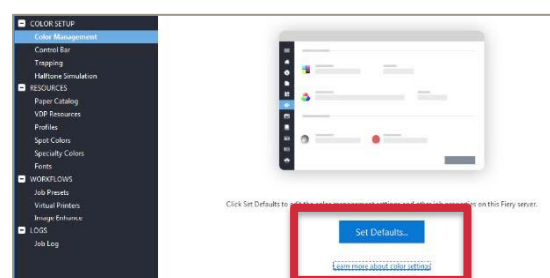 COLOR SETUP
Color Management
Control Bar
Trapping
Halftone Simulation
RESOURCES
Paper Catalog
VDP Resources
Profiles
Spot Colors
Specialty Colors
Fonts
WORKFLOWS
Job Presets
Virtual Printers
Image Enhance
LOGS
Job Log
Click Set Defaults to edit the color management settings and other job properties on this Fiery server.
Set Defaults...
Learn more about color settings